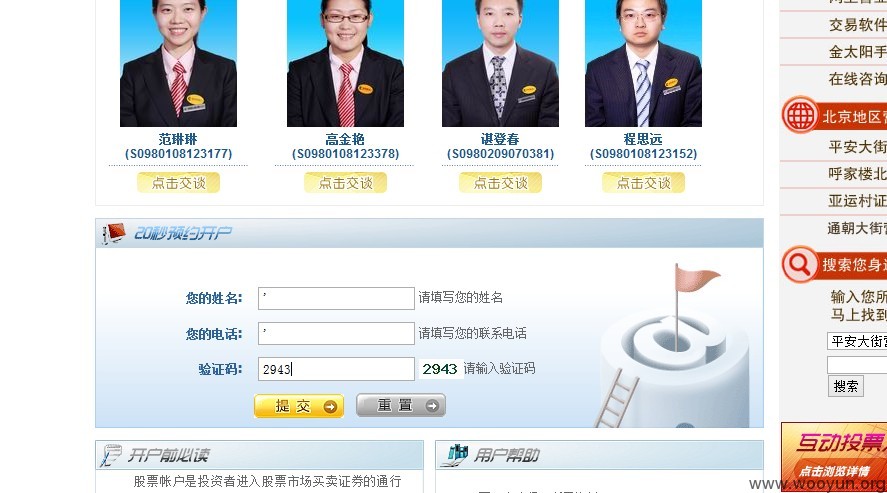 范琳琳
(S0980108123177)
点击交谈
高金艳
(S0980108123378)
点击交谈
谌登春
(S0980209070381)
点击交谈
程思远
(S0980108123152)
点击交谈
20秒预约开户
您的姓名: ' 请填写您的姓名
您的电话: ' 请填写您的联系电话
验证码: 2943 2943 请输入验证码
提 交
重 置
开户前必读
股票帐户是投资者进入股票市场买卖证券的通行
用户帮助
交易软件
金太阳手
在线咨询
北京地区营
平安大街
呼家楼北
亚运村证
通朝大街营
搜索您身边
输入您所
马上找到
平安大街营
搜索
互动投票
点击浏览详情
www.wooyun.org